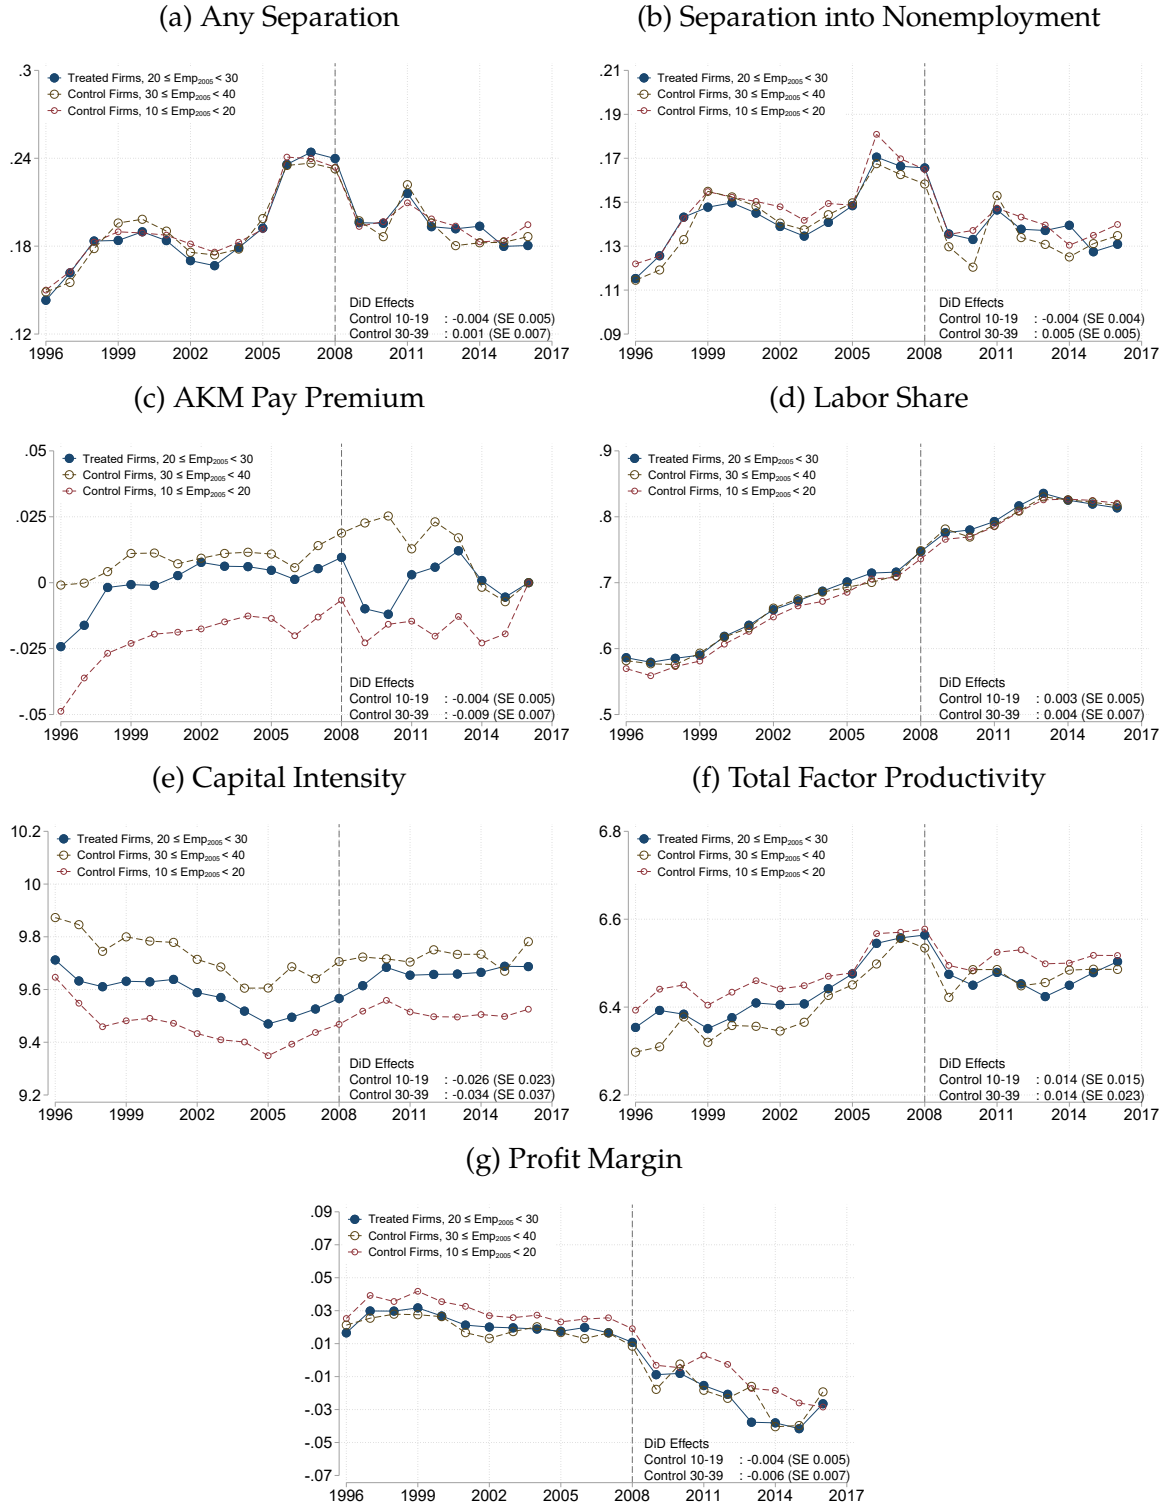 (a) Any Separation
.3
.24
.18
.12
Treated Firms, 20 ≤ Emp2005 < 30
Control Firms, 30 ≤ Emp2005 < 40
Control Firms, 10 ≤ Emp2005 < 20
DiD Effects
Control 10-19 : -0.004 (SE 0.005)
Control 30-39 : 0.001 (SE 0.007)
1996 1999 2002 2005 2008 2011 2014 2017
(b) Separation into Nonemployment
.21
.19
.17
.15
.13
.11
.09
Treated Firms, 20 ≤ Emp2005 < 30
Control Firms, 30 ≤ Emp2005 < 40
Control Firms, 10 ≤ Emp2005 < 20
DiD Effects
Control 10-19 : -0.004 (SE 0.004)
Control 30-39 : 0.005 (SE 0.005)
1996 1999 2002 2005 2008 2011 2014 2017
(c) AKM Pay Premium
.05
.025
0
-.025
-.05
Treated Firms, 20 ≤ Emp2005 < 30
Control Firms, 30 ≤ Emp2005 < 40
Control Firms, 10 ≤ Emp2005 < 20
DiD Effects
Control 10-19 : -0.004 (SE 0.005)
Control 30-39 : -0.009 (SE 0.007)
1996 1999 2002 2005 2008 2011 2014 2017
(d) Labor Share
.9
.8
.7
.6
.5
Treated Firms, 20 ≤ Emp2005 < 30
Control Firms, 30 ≤ Emp2005 < 40
Control Firms, 10 ≤ Emp2005 < 20
DiD Effects
Control 10-19 : 0.003 (SE 0.005)
Control 30-39 : 0.004 (SE 0.007)
1996 1999 2002 2005 2008 2011 2014 2017
(e) Capital Intensity
10.2
10
9.8
9.6
9.4
9.2
Treated Firms, 20 ≤ Emp2005 < 30
Control Firms, 30 ≤ Emp2005 < 40
Control Firms, 10 ≤ Emp2005 < 20
DiD Effects
Control 10-19 : -0.026 (SE 0.023)
Control 30-39 : -0.034 (SE 0.037)
1996 1999 2002 2005 2008 2011 2014 2017
(f) Total Factor Productivity
6.8
6.6
6.4
6.2
Treated Firms, 20 ≤ Emp2005 < 30
Control Firms, 30 ≤ Emp2005 < 40
Control Firms, 10 ≤ Emp2005 < 20
DiD Effects
Control 10-19 : 0.014 (SE 0.015)
Control 30-39 : 0.014 (SE 0.023)
1996 1999 2002 2005 2008 2011 2014 2017
(g) Profit Margin
.09
.07
.05
.03
.01
-.01
-.03
-.05
-.07
Treated Firms, 20 ≤ Emp2005 < 30
Control Firms, 30 ≤ Emp2005 < 40
Control Firms, 10 ≤ Emp2005 < 20
DiD Effects
Control 10-19 : -0.004 (SE 0.005)
Control 30-39 : -0.006 (SE 0.007)
1996 1999 2002 2005 2008 2011 2014 2017